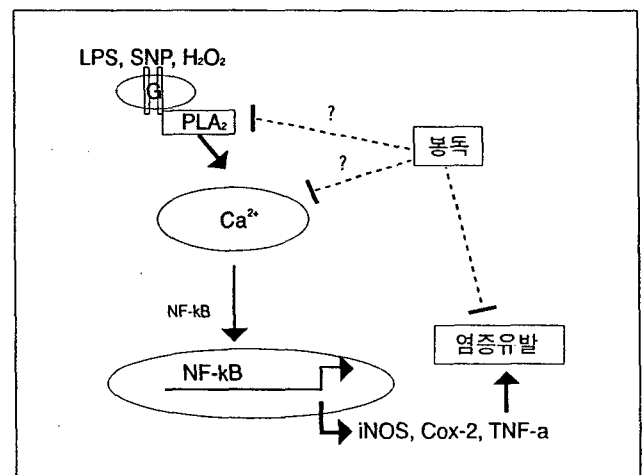 LPS, SNP, H₂O₂
G
PLA₂
?
봉독
?
Ca²⁺
NF-kB
염증유발
NF-kB
iNOS, Cox-2, TNF-a